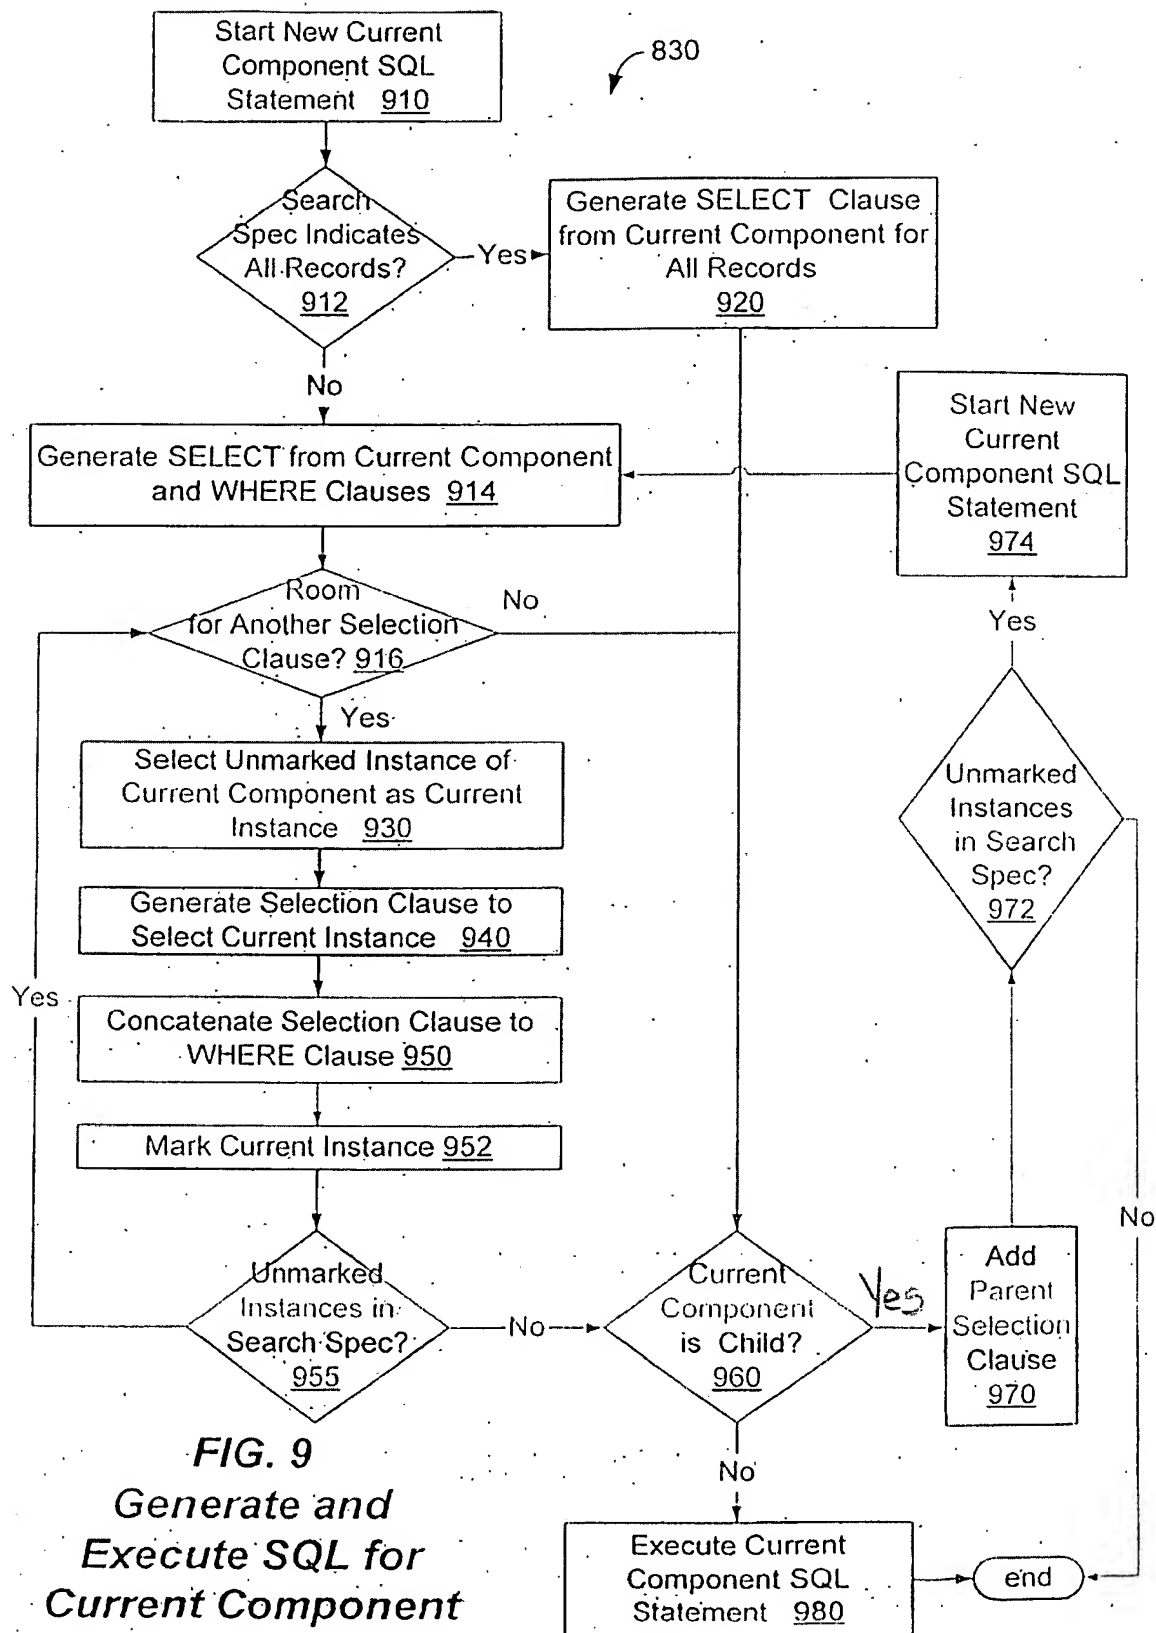 Start New Current
Component SQL
Statement 910
830
Search
Spec Indicates
All Records?
912
Yes
Generate SELECT Clause
from Current Component for
All Records
920
No
Generate SELECT from Current Component
and WHERE Clauses 914
Start New
Current
Component SQL
Statement
974
Room
for Another Selection
Clause? 916
No
Yes
Yes
Select Unmarked Instance of
Current Component as Current
Instance 930
Unmarked
Instances
in Search
Spec?
972
Generate Selection Clause to
Select Current Instance 940
Yes
Concatenate Selection Clause to
WHERE Clause 950
Mark Current Instance 952
No
Unmarked
Instances in
Search Spec?
955
No
Current
Component
is Child?
960
Yes
Add
Parent
Selection
Clause
970
No
FIG. 9
Generate and
Execute SQL for
Current Component
Execute Current
Component SQL
Statement 980
end